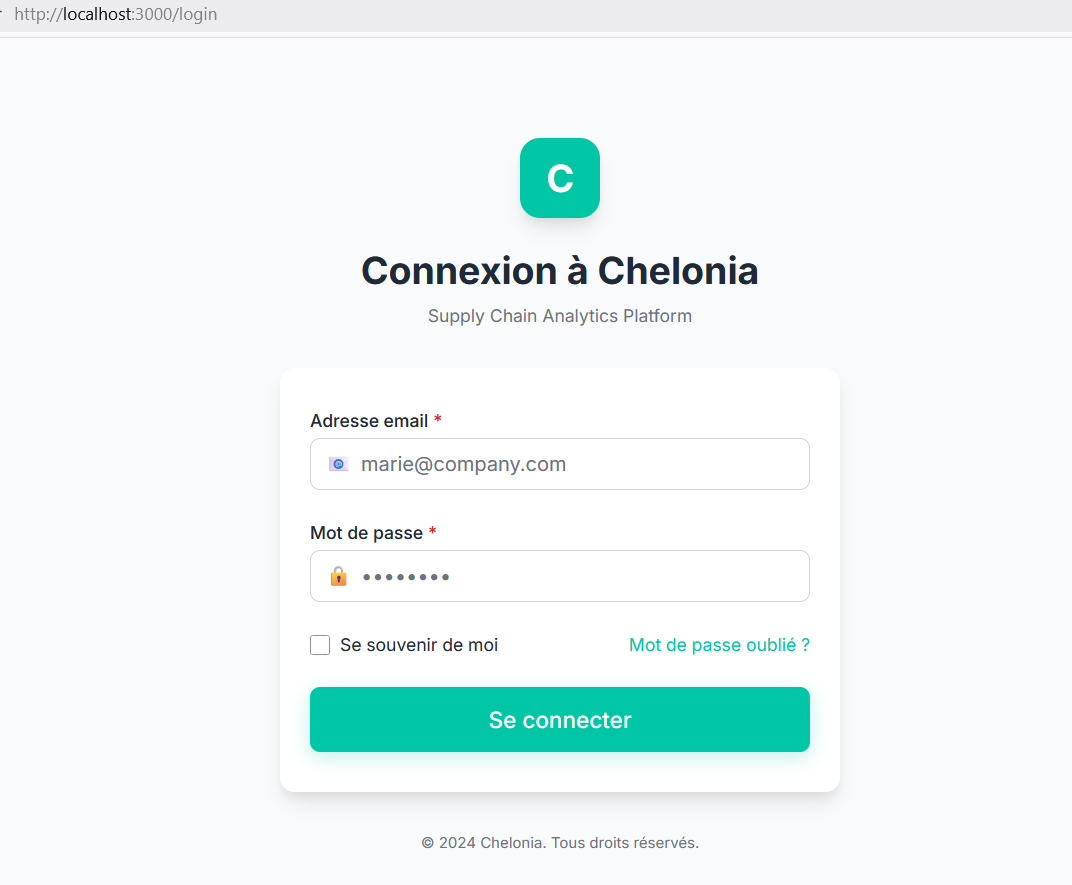 http://localhost:3000/login
C
Connexion à Chelonia
Supply Chain Analytics Platform
Adresse email *
marie@company.com
Mot de passe *
••••••••
Se souvenir de moi
Mot de passe oublié ?
Se connecter
© 2024 Chelonia. Tous droits réservés.